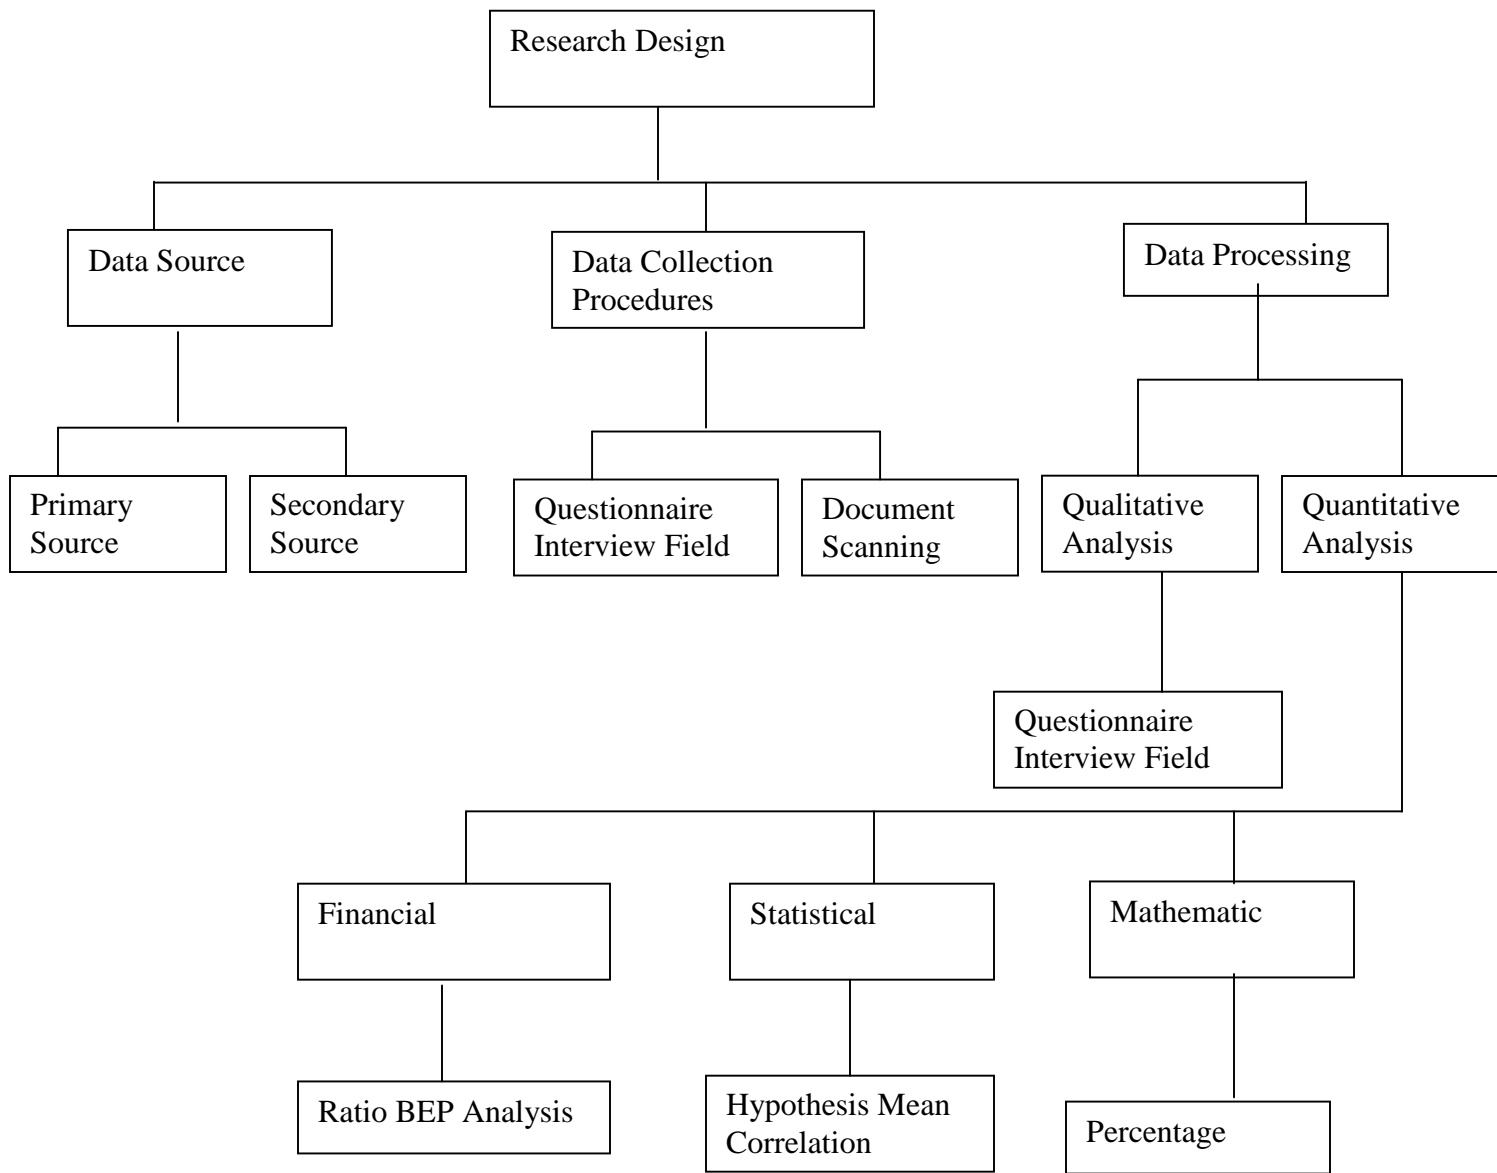 Research Design
Data Source
Data Collection
Procedures
Data Processing
Primary
Source
Secondary
Source
Questionnaire
Interview Field
Document
Scanning
Qualitative
Analysis
Quantitative
Analysis
Questionnaire
Interview Field
Financial
Statistical
Mathematic
Ratio BEP Analysis
Hypothesis Mean
Correlation
Percentage